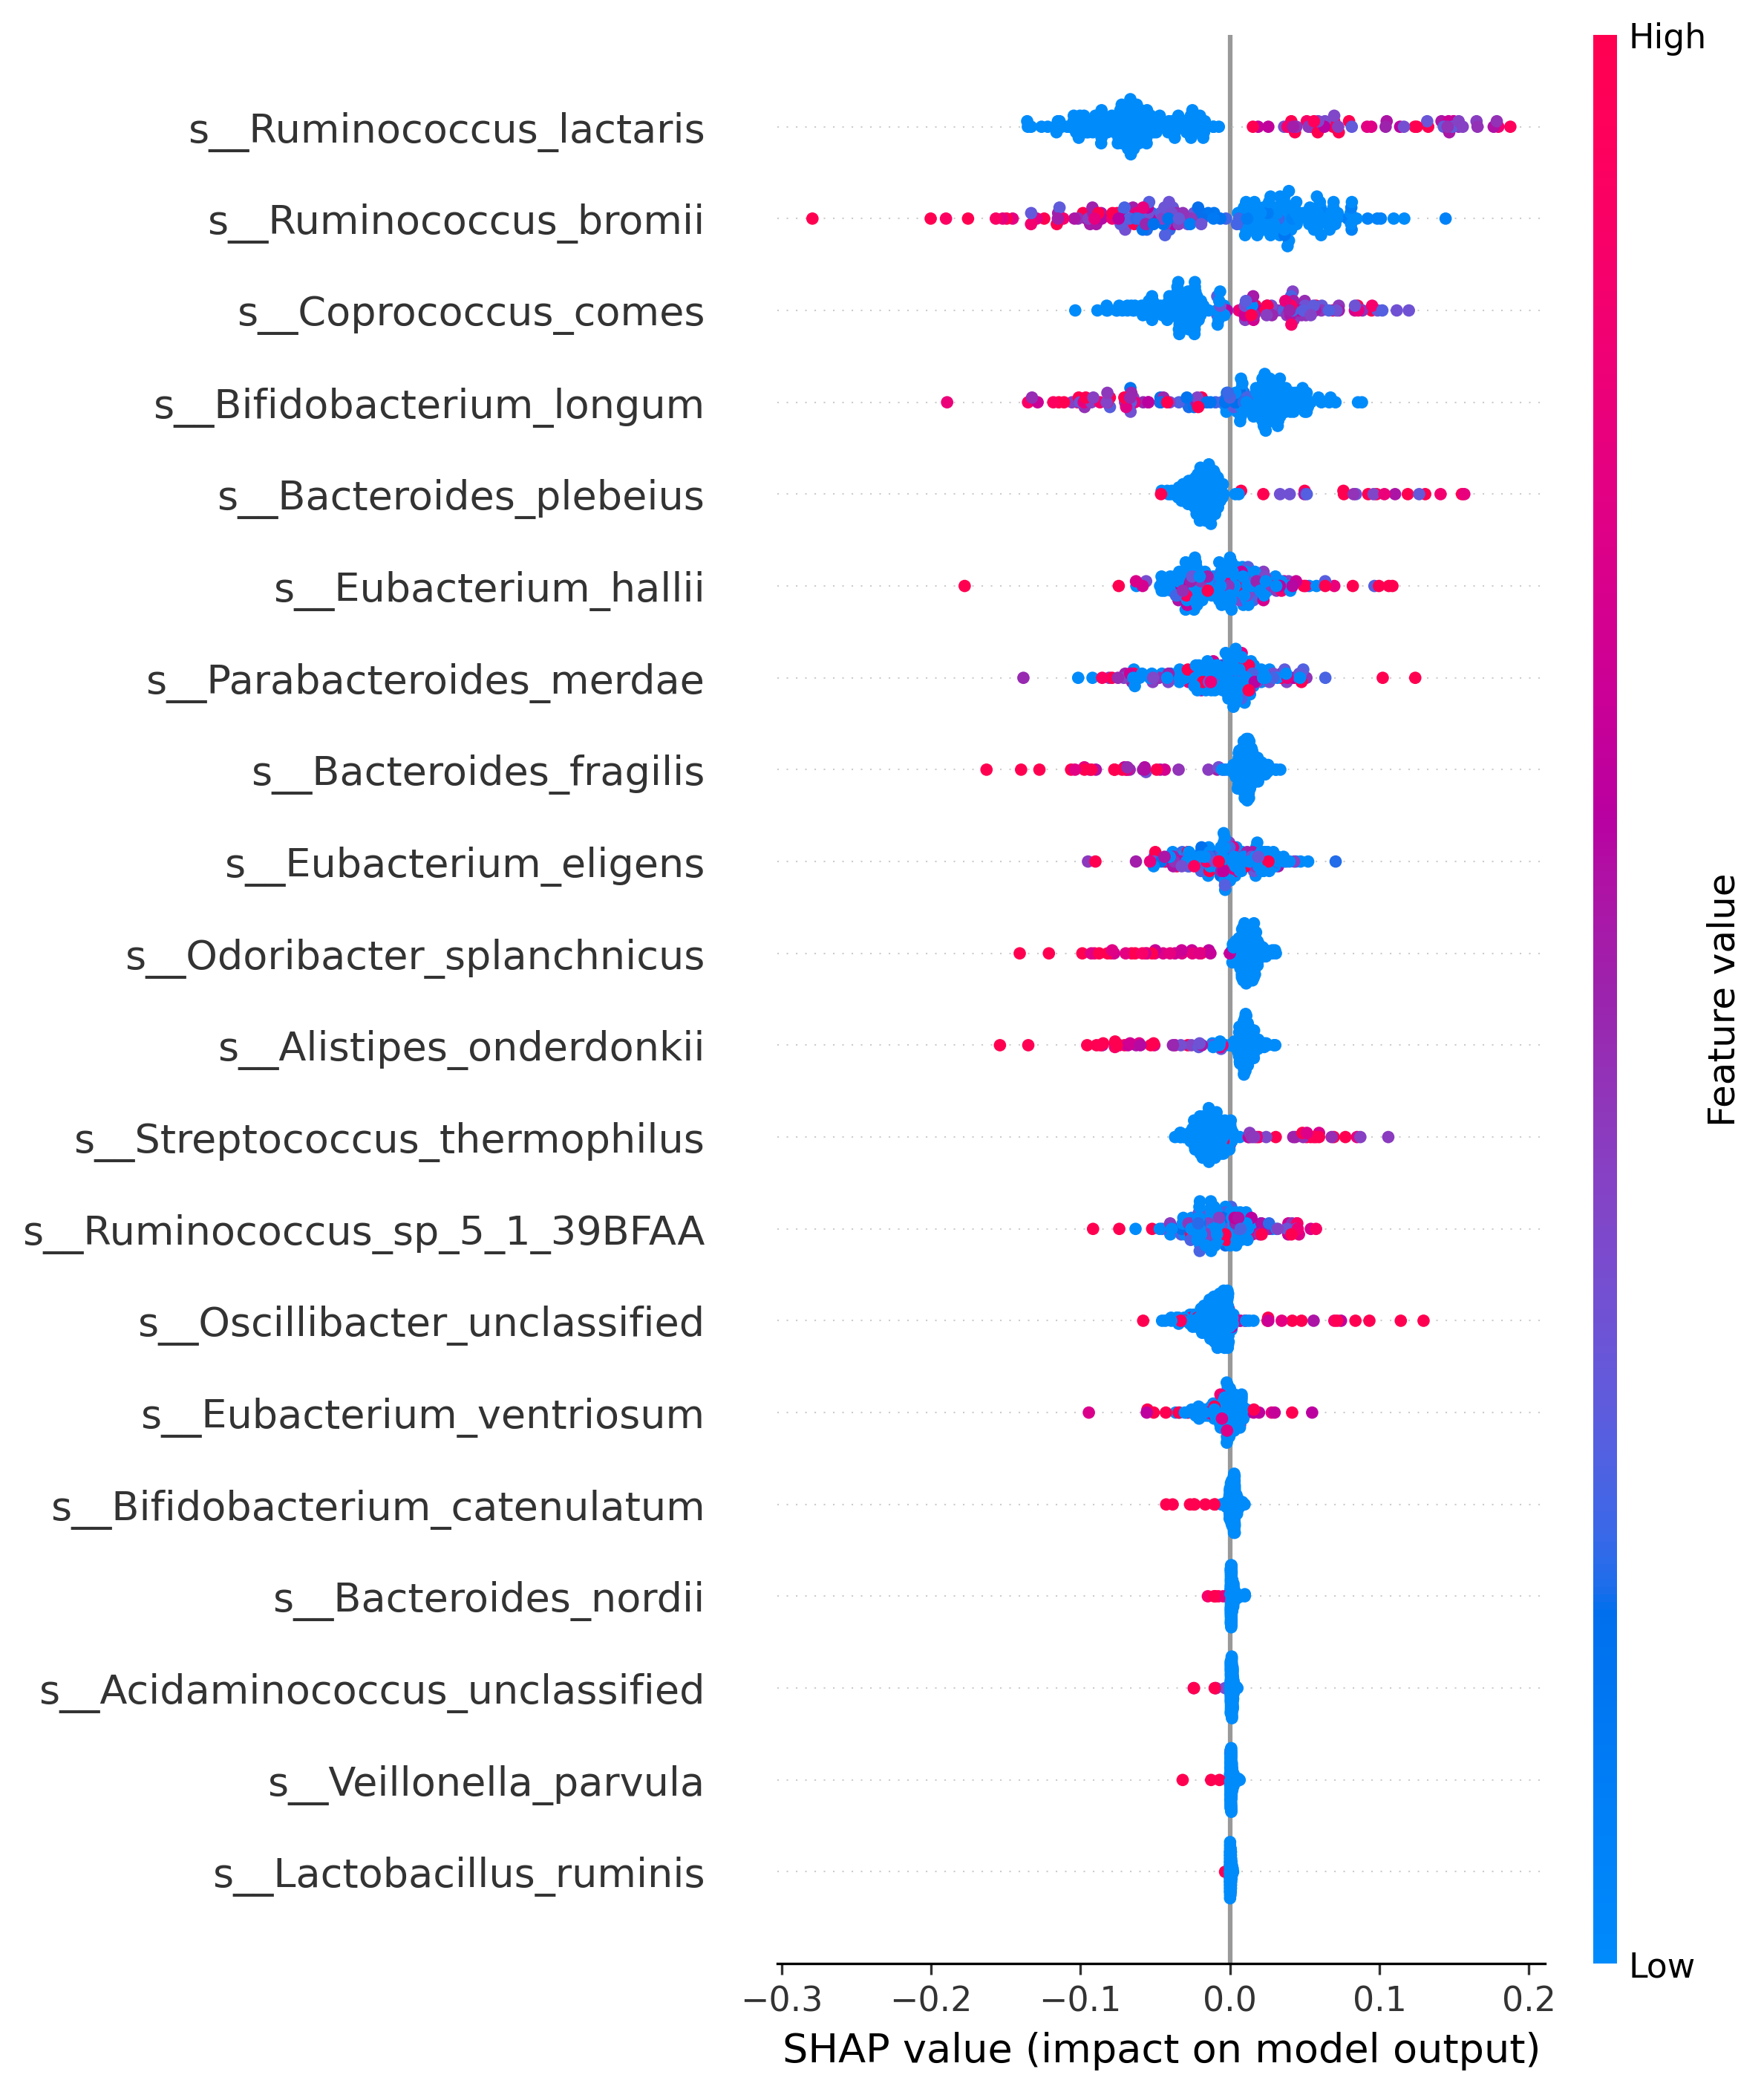 High
s__Ruminococcus_lactaris
s__Ruminococcus_bromii
s__Coprococcus_comes
s__Bifidobacterium_longum
s__Bacteroides_plebeius
s__Eubacterium_hallii
s__Parabacteroides_merdae
s__Bacteroides_fragilis
s__Eubacterium_eligens
s__Odoribacter_splanchnicus
s__Alistipes_onderdonkii
s__Streptococcus_thermophilus
s__Ruminococcus_sp_5_1_39BFAA
s__Oscillibacter_unclassified
s__Eubacterium_ventriosum
s__Bifidobacterium_catenulatum
s__Bacteroides_nordii
s__Acidaminococcus_unclassified
s__Veillonella_parvula
s__Lactobacillus_ruminis
Feature value
Low
−0.3 −0.2 −0.1 0.0 0.1 0.2
SHAP value (impact on model output)